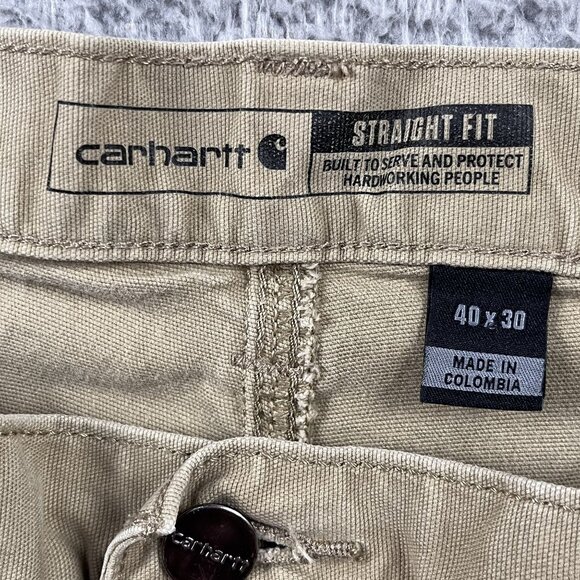 carhartt
STRAIGHT FIT
BUILT TO SERVE AND PROTECT
HARDWORKING PEOPLE
40 x 30
MADE IN
COLOMBIA
carhartt